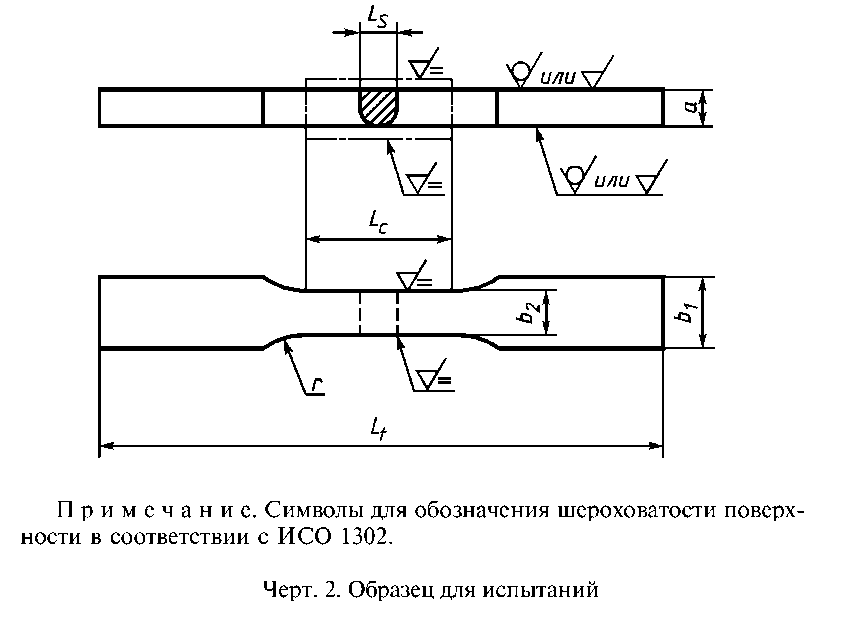 L_S
=
или
a
=
или
L_c
=
b_2
b_1
r
=
L_t
П р и м е ч а н и е. Символы для обозначения шероховатости поверх-
ности в соответствии с ИСО 1302.
Черт. 2. Образец для испытаний